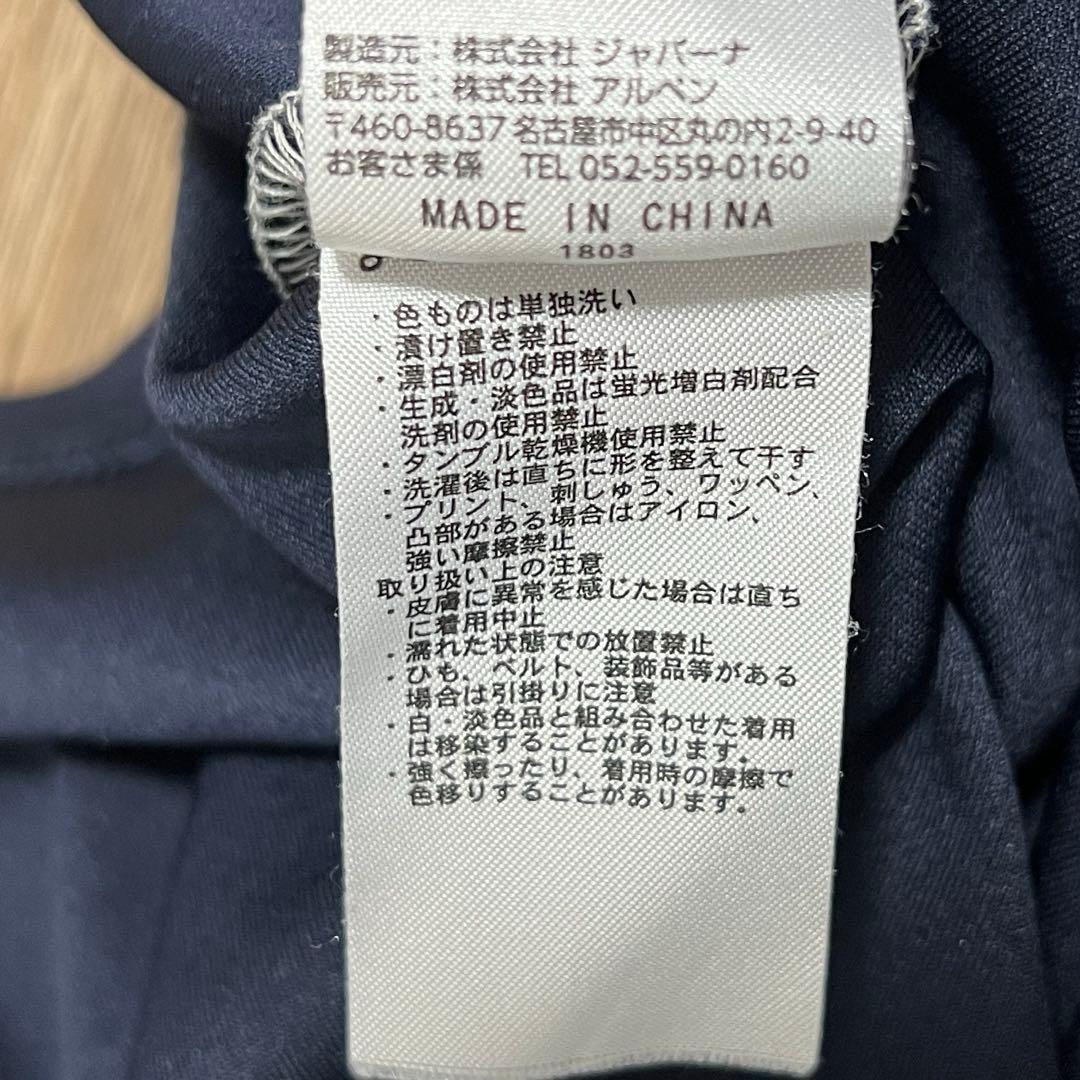 製造元：株式会社 ジャパーナ
販売元：株式会社 アルペン
〒460-8637 名古屋市中区丸の内2-9-40
お客さま係 TEL 052-559-0160
MADE IN CHINA
1803
・色ものは単独洗い
・漬け置き禁止
・漂白剤の使用禁止
・生成・淡色品は蛍光増白剤配合
洗剤の使用禁止
・タンブル乾燥機使用禁止
・洗濯後は直ちに形を整えて干す
・プリント、刺しゅう、ワッペン、
凸部がある場合はアイロン、
強い摩擦禁止
取り扱い上の注意
・皮膚に異常を感じた場合は直ち
に着用中止
・濡れた状態での放置禁止
・ひも、ベルト、装飾品等がある
場合は引掛りに注意
・白・淡色品と組み合わせた着用
は移染することがあります。
・強く擦ったり、着用時の摩擦で
色移りすることがあります。